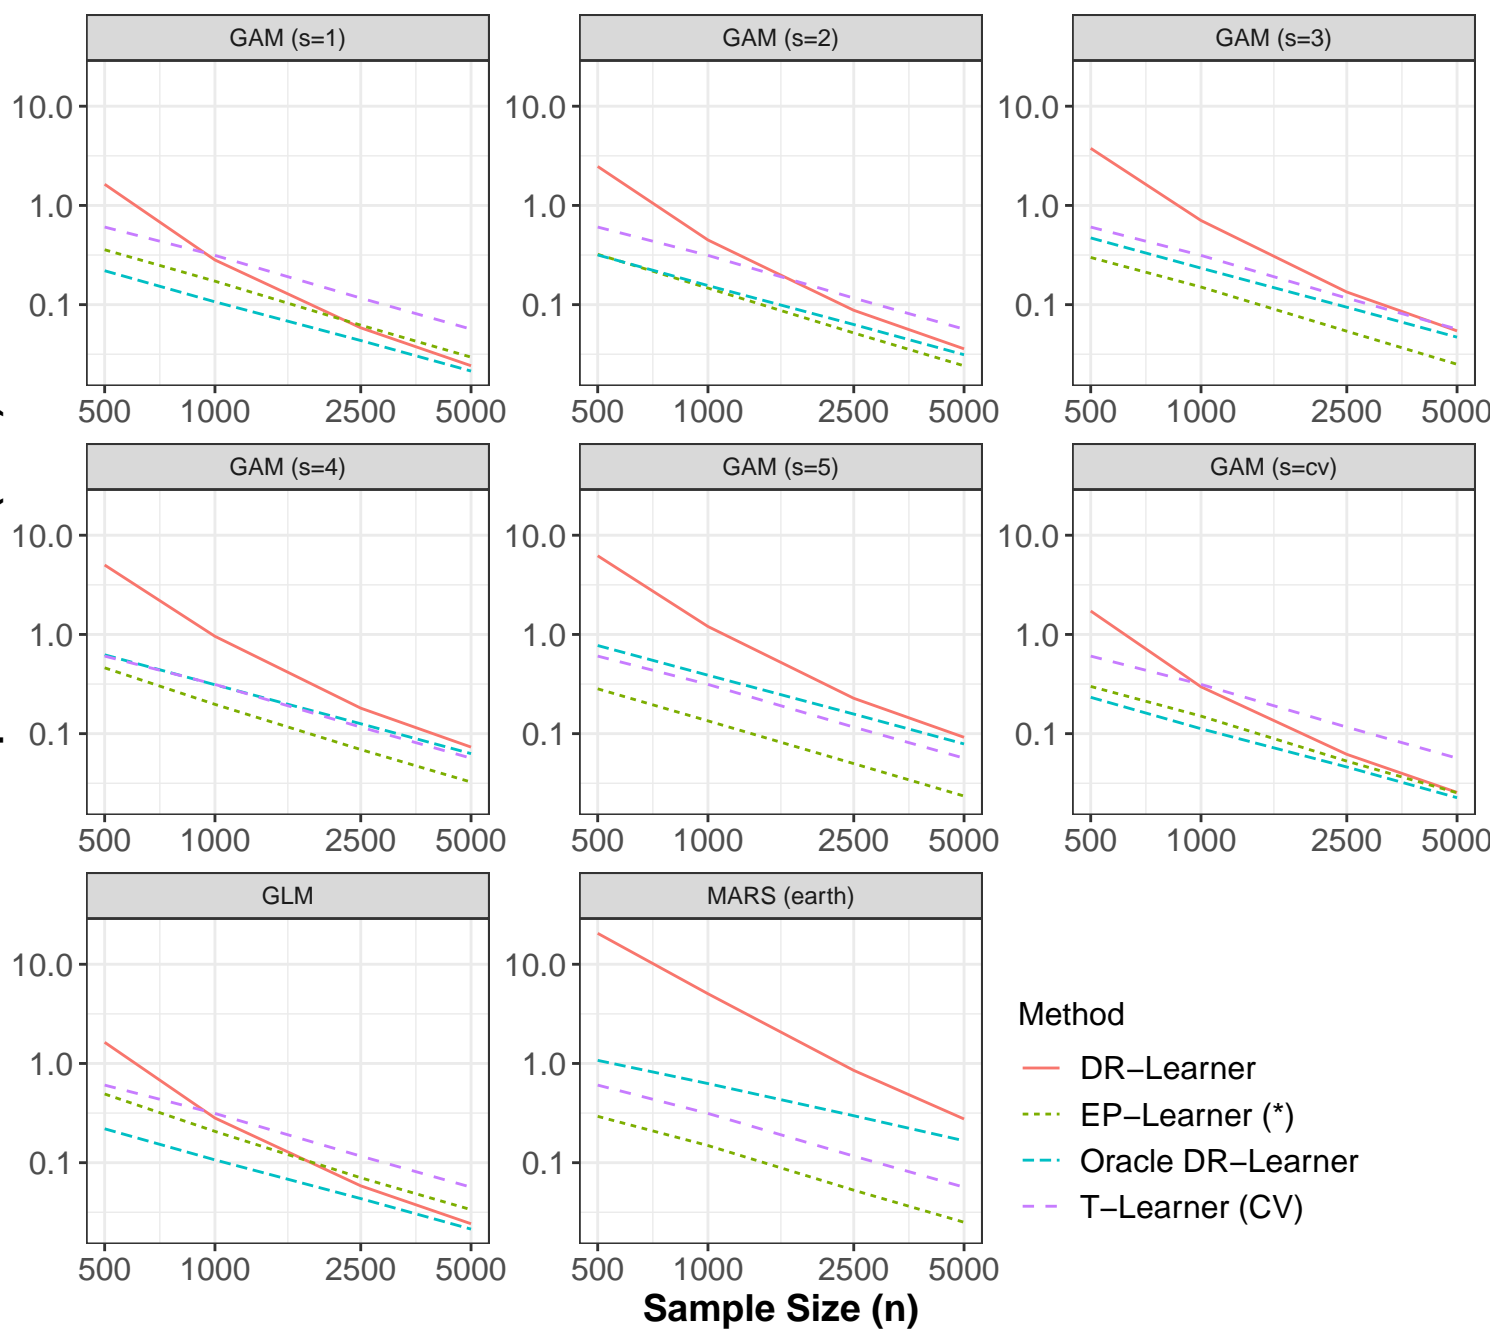 GAM (s=1) GAM (s=2) GAM (s=3)
10.0 10.0 10.0
1.0 1.0 1.0
0.1 0.1 0.1
500 1000 2500 5000 500 1000 2500 5000 500 1000 2500 5000
GAM (s=4) GAM (s=5) GAM (s=cv)
10.0 10.0 10.0
1.0 1.0 1.0
0.1 0.1 0.1
500 1000 2500 5000 500 1000 2500 5000 500 1000 2500 5000
GLM MARS (earth)
10.0 10.0
1.0 1.0
0.1 0.1
500 1000 2500 5000 500 1000 2500 5000
Sample Size (n)
Method
DR−Learner
EP−Learner (*)
Oracle DR−Learner
T−Learner (CV)